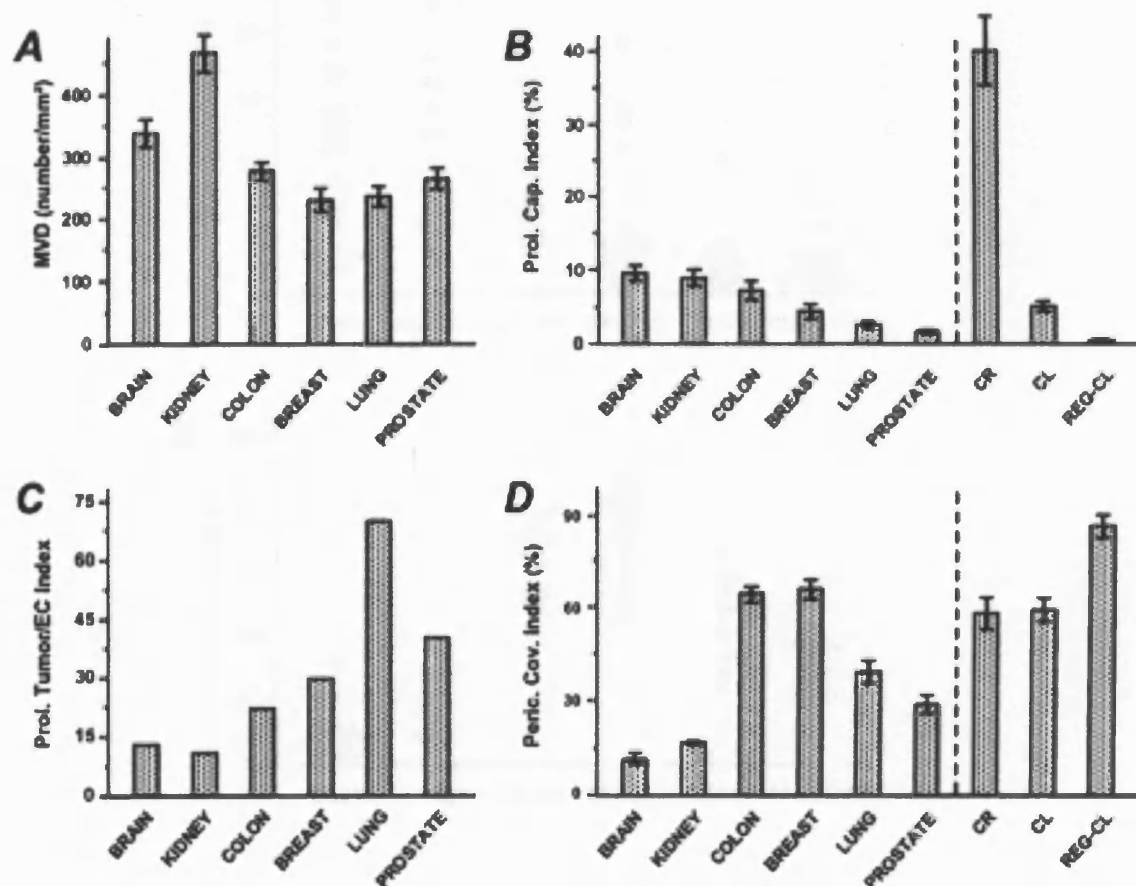 A
MVD (number/mm²)
400
300
200
100
0
BRAIN
KIDNEY
COLON
BREAST
LUNG
PROSTATE
B
Prol. Cap. Index (%)
40
30
20
10
0
BRAIN
KIDNEY
COLON
BREAST
LUNG
PROSTATE
CR
CL
REG-CL
C
Prol. Tumor/EC Index
75
60
45
30
15
0
BRAIN
KIDNEY
COLON
BREAST
LUNG
PROSTATE
D
Peric. Cov. Index (%)
90
60
30
0
BRAIN
KIDNEY
COLON
BREAST
LUNG
PROSTATE
CR
CL
REG-CL